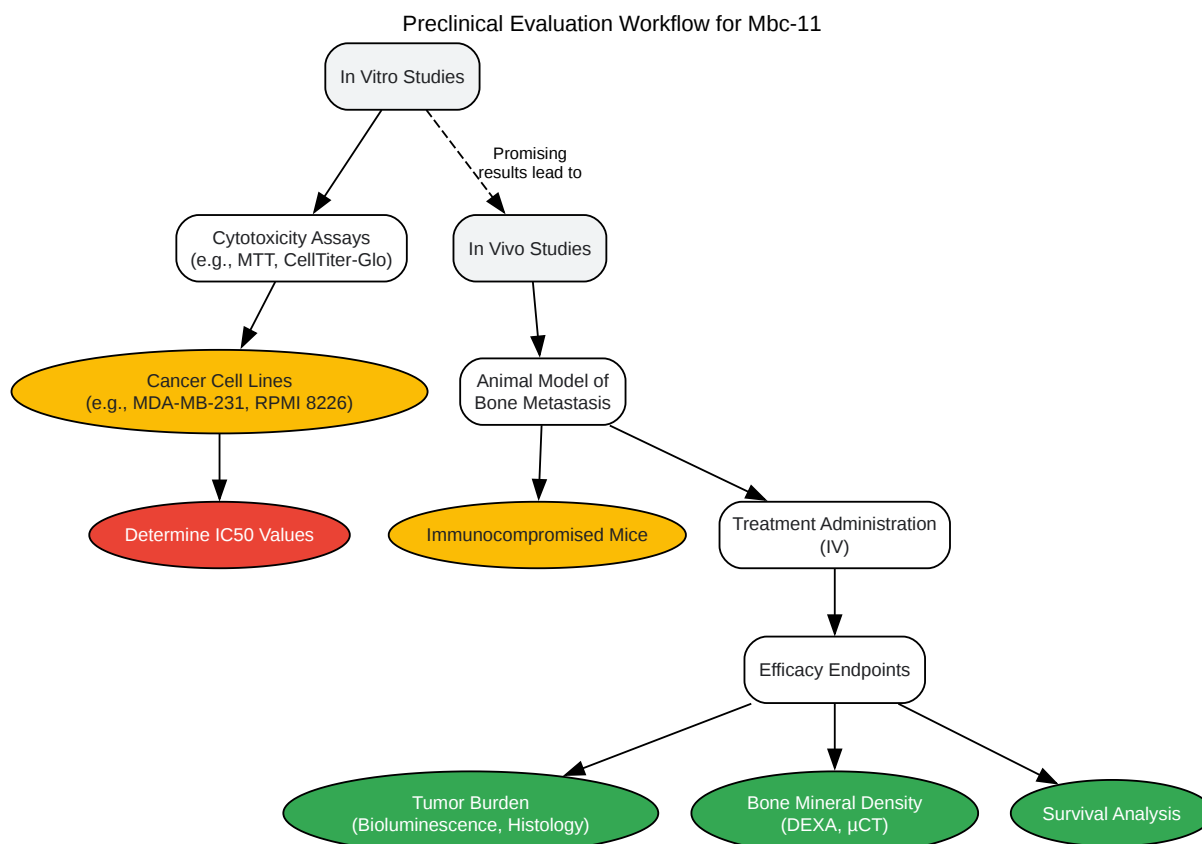 Preclinical Evaluation Workflow for Mbc-11
In Vitro Studies
Promising
results lead to
Cytotoxicity Assays
(e.g., MTT, CellTiter-Glo)
In Vivo Studies
Cancer Cell Lines
(e.g., MDA-MB-231, RPMI 8226)
Animal Model of
Bone Metastasis
Determine IC50 Values
Immunocompromised Mice
Treatment Administration
(IV)
Efficacy Endpoints
Tumor Burden
(Bioluminescence, Histology)
Bone Mineral Density
(DEXA, µCT)
Survival Analysis